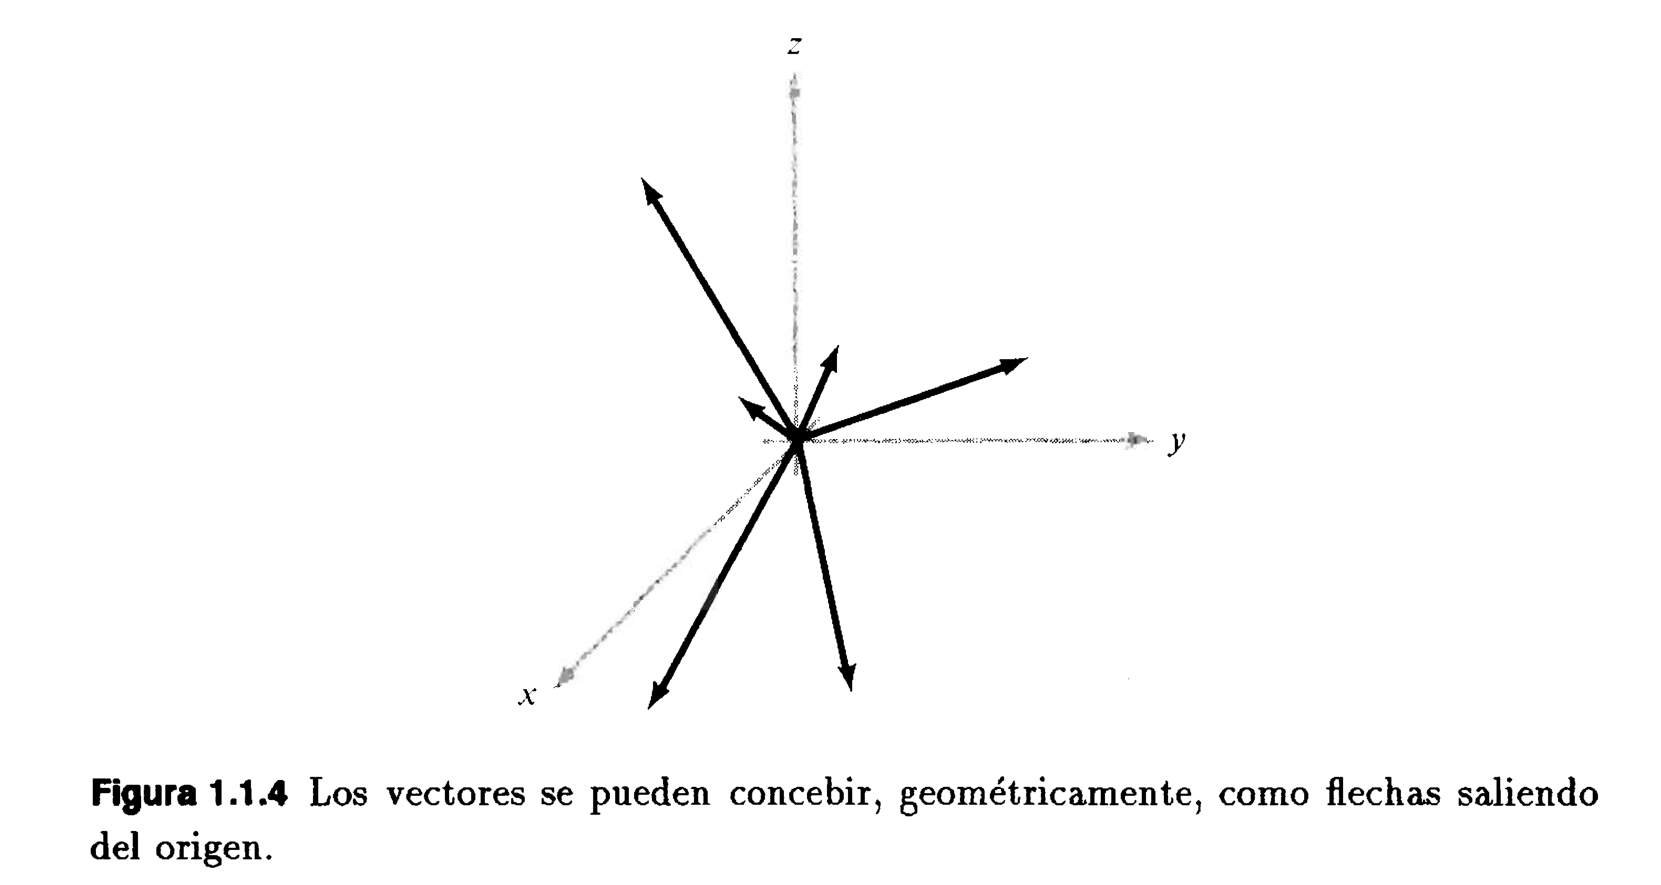 z
y
x
Figura 1.1.4 Los vectores se pueden concebir, geométricamente, como flechas saliendo
del origen.